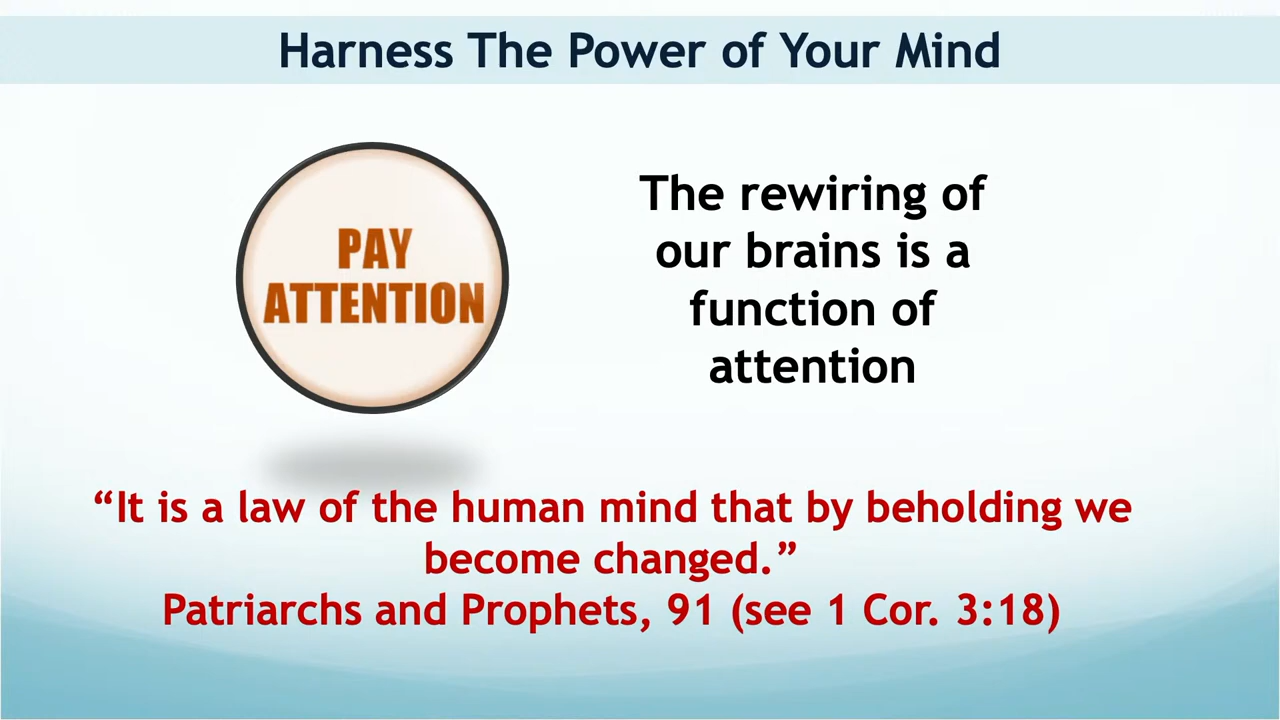 Harness The Power of Your Mind
PAY
ATTENTION
The rewiring of
our brains is a
function of
attention
“It is a law of the human mind that by beholding we
become changed.”
Patriarchs and Prophets, 91 (see 1 Cor. 3:18)